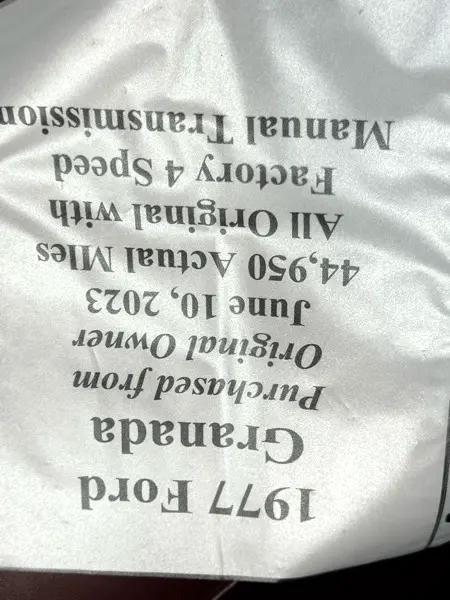 1977 Ford
Granada
Purchased from
Original Owner
June 10, 2023
44,950 Actual MIles
All Original with
Factory 4 Speed
Manual Transmission